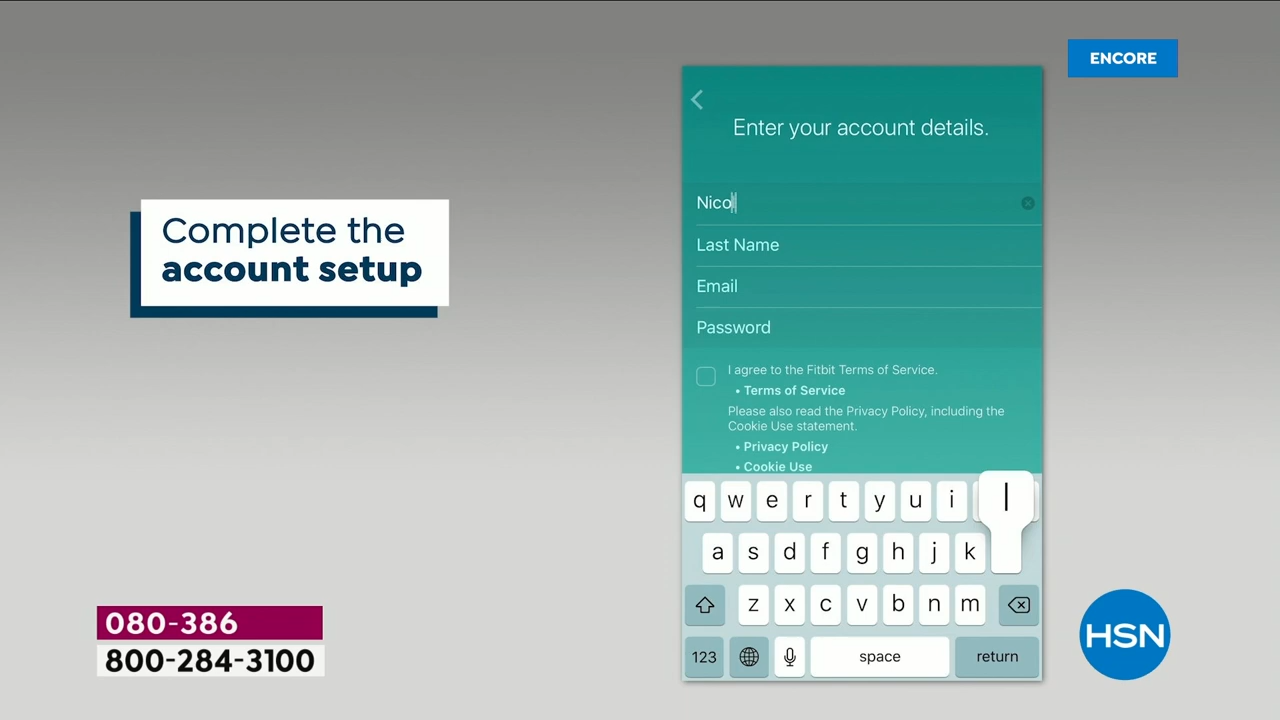 ENCORE
Enter your account details.
Complete the
account setup
Nicol
Last Name
Email
Password
I agree to the Fitbit Terms of Service.
• Terms of Service
Please also read the Privacy Policy, including the
Cookie Use statement.
• Privacy Policy
• Cookie Use
q w e r t y u i l
a s d f g h j k
z x c v b n m
123 space return
080-386
800-284-3100
HSN